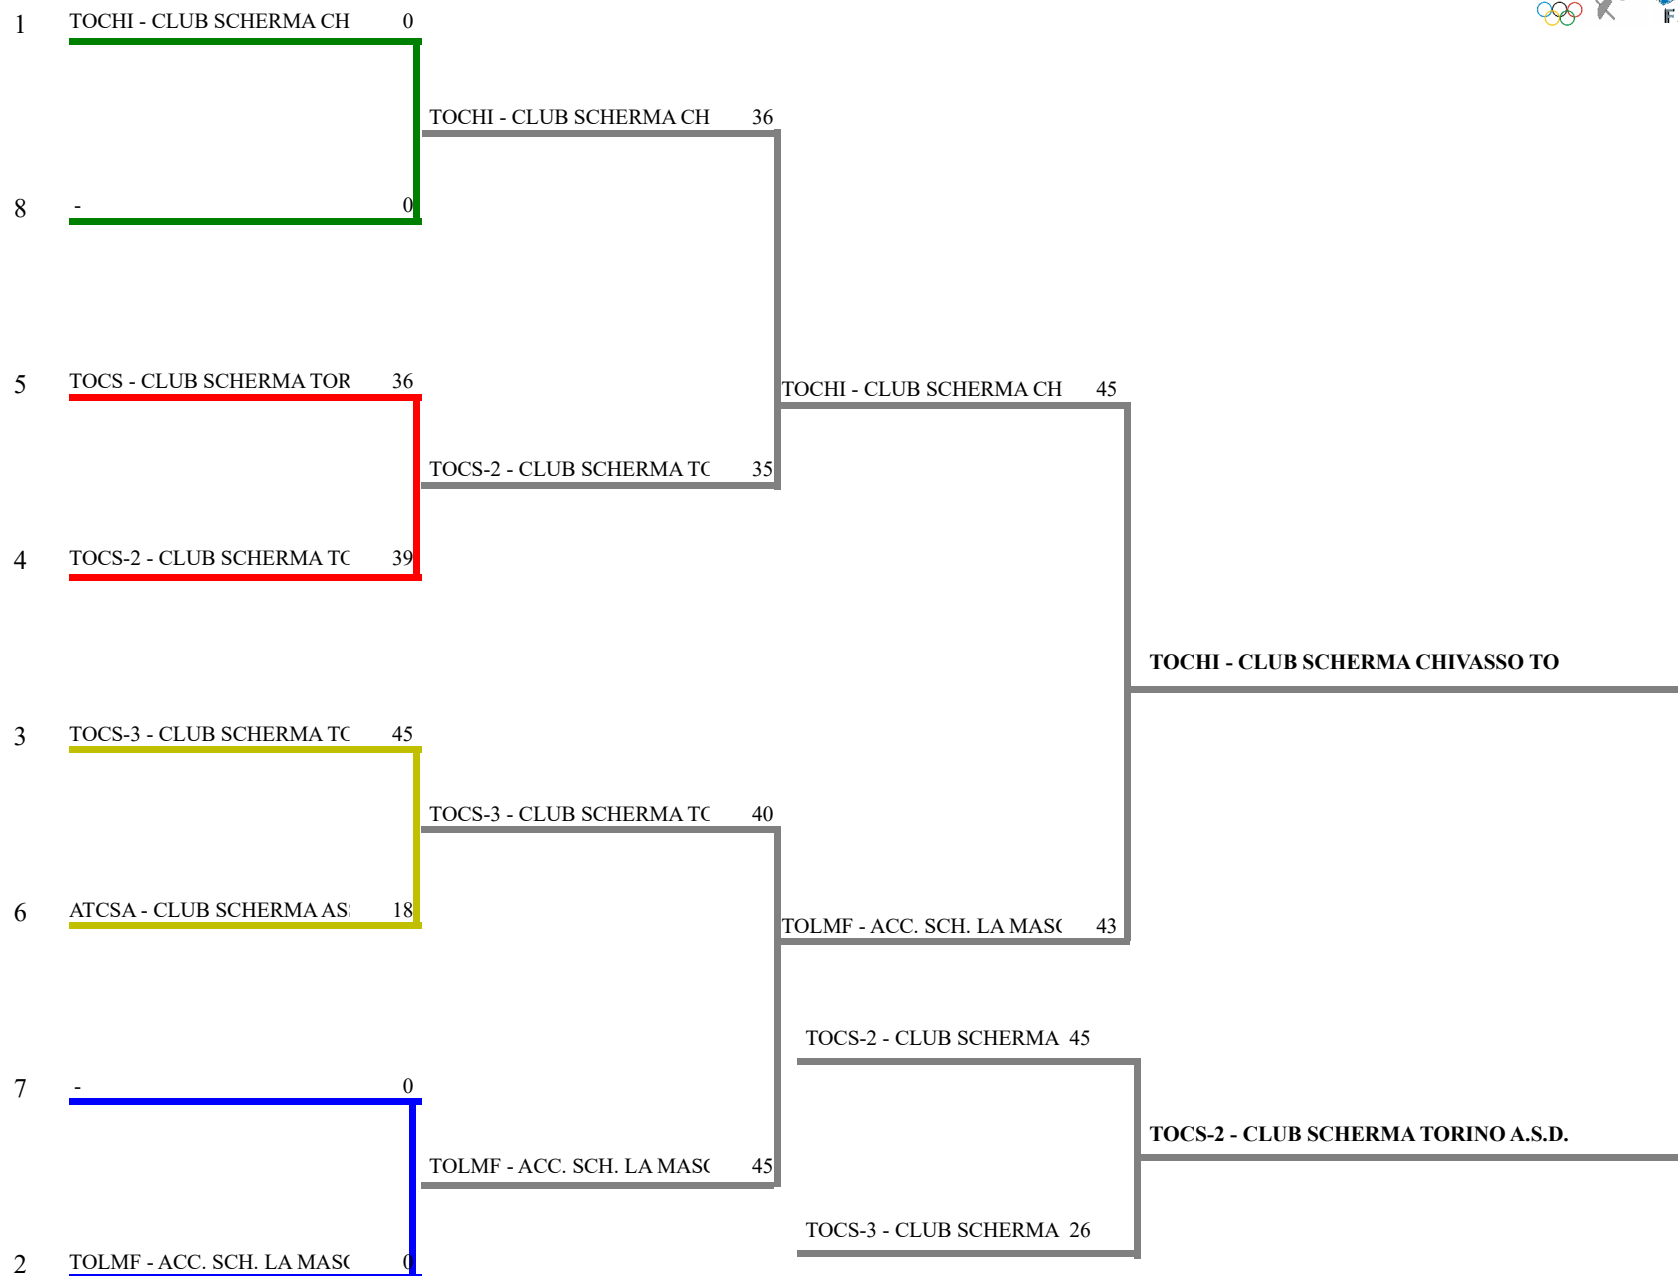 1 TOCHI - CLUB SCHERMA CH 0
TOCHI - CLUB SCHERMA CH 36
8 - 0
5 TOCS - CLUB SCHERMA TOR 36
TOCHI - CLUB SCHERMA CH 45
TOCS-2 - CLUB SCHERMA TO 35
4 TOCS-2 - CLUB SCHERMA TO 39
TOCHI - CLUB SCHERMA CHIVASSO TO
3 TOCS-3 - CLUB SCHERMA TO 45
TOCS-3 - CLUB SCHERMA TO 40
6 ATCSA - CLUB SCHERMA AS 18
TOLMF - ACC. SCH. LA MASC 43
TOCS-2 - CLUB SCHERMA 45
7 - 0
TOCS-2 - CLUB SCHERMA TORINO A.S.D.
TOLMF - ACC. SCH. LA MASC 45
TOCS-3 - CLUB SCHERMA 26
2 TOLMF - ACC. SCH. LA MASC 0